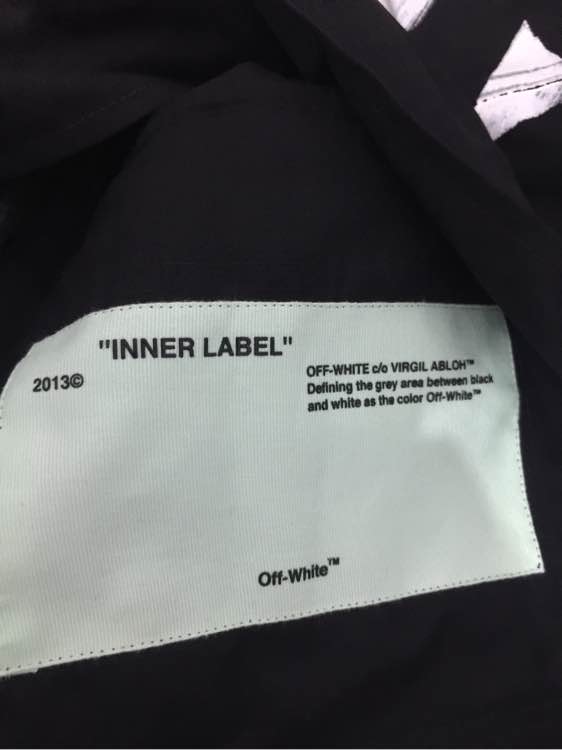 "INNER LABEL"
2013©
OFF-WHITE c/o VIRGIL ABLOH™
Defining the grey area between black
and white as the color Off-White™
Off-White™